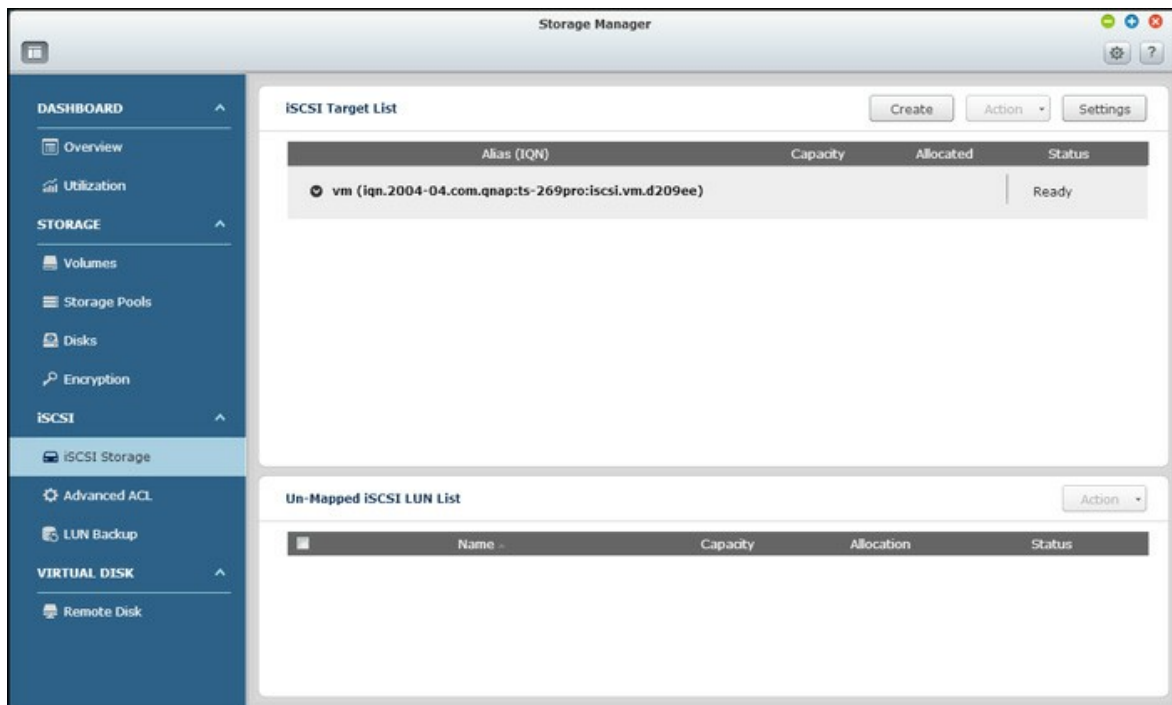 Storage Manager
?
DASHBOARD
Overview
Utilization
STORAGE
Volumes
Storage Pools
Disks
Encryption
iSCSI
iSCSI Storage
Advanced ACL
LUN Backup
VIRTUAL DISK
Remote Disk
iSCSI Target List Create Action Settings
Alias (IQN) Capacity Allocated Status
vm (iqn.2004-04.com.qnap:ts-269pro:iscsi.vm.d209ee) Ready
Un-Mapped iSCSI LUN List Action
Name Capacity Allocation Status